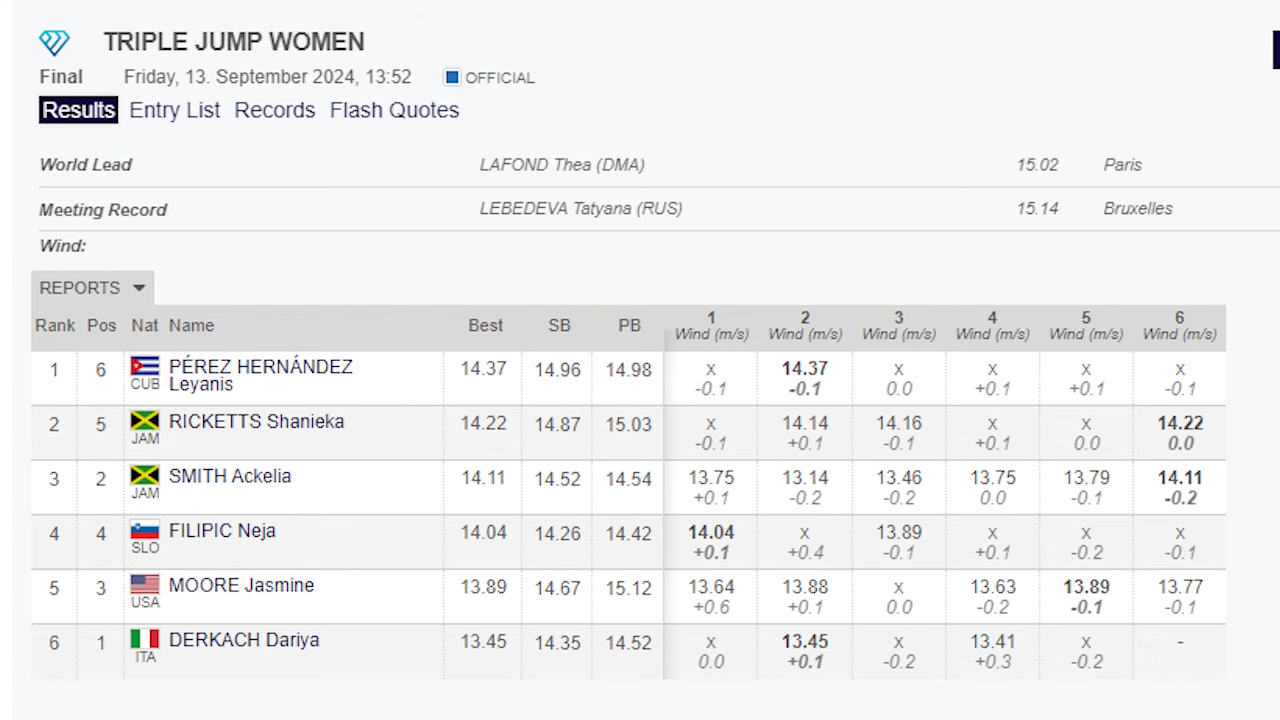 TRIPLE JUMP WOMEN
Final Friday, 13. September 2024, 13:52 OFFICIAL
Results Entry List Records Flash Quotes
World Lead LAFOND Thea (DMA) 15.02 Paris
Meeting Record LEBEDEVA Tatyana (RUS) 15.14 Bruxelles
Wind:
REPORTS
Rank Pos Nat Name Best SB PB 1 2 3 4 5 6
Wind (m/s) Wind (m/s) Wind (m/s) Wind (m/s) Wind (m/s) Wind (m/s)
1 6 CUB PÉREZ HERNÁNDEZ Leyanis 14.37 14.96 14.98 x 14.37 x x x x
-0.1 -0.1 0.0 +0.1 +0.1 -0.1
2 5 JAM RICKETTS Shanieka 14.22 14.87 15.03 x 14.14 14.16 x x 14.22
-0.1 +0.1 -0.1 +0.1 0.0 0.0
3 2 JAM SMITH Ackelia 14.11 14.52 14.54 13.75 13.14 13.46 13.75 13.79 14.11
+0.1 -0.2 -0.2 0.0 -0.1 -0.2
4 4 SLO FILIPIC Neja 14.04 14.26 14.42 14.04 x 13.89 x x x
+0.1 +0.4 -0.1 +0.1 -0.2 -0.1
5 3 USA MOORE Jasmine 13.89 14.67 15.12 13.64 13.88 x 13.63 13.89 13.77
+0.6 +0.1 0.0 -0.2 -0.1 -0.1
6 1 ITA DERKACH Dariya 13.45 14.35 14.52 x 13.45 x 13.41 x -
0.0 +0.1 -0.2 +0.3 -0.2